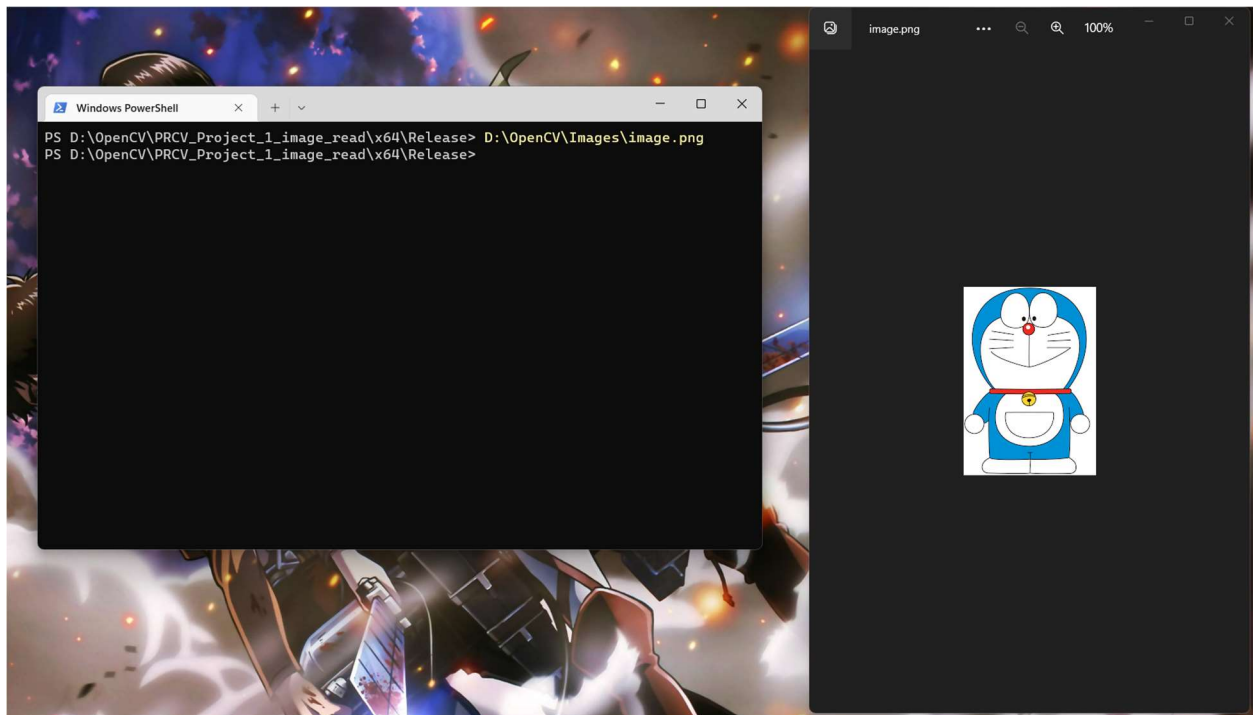 Windows PowerShell
PS D:\OpenCV\PRCV_Project_1_image_read\x64\Release> D:\OpenCV\Images\image.png
PS D:\OpenCV\PRCV_Project_1_image_read\x64\Release>
image.png
100%